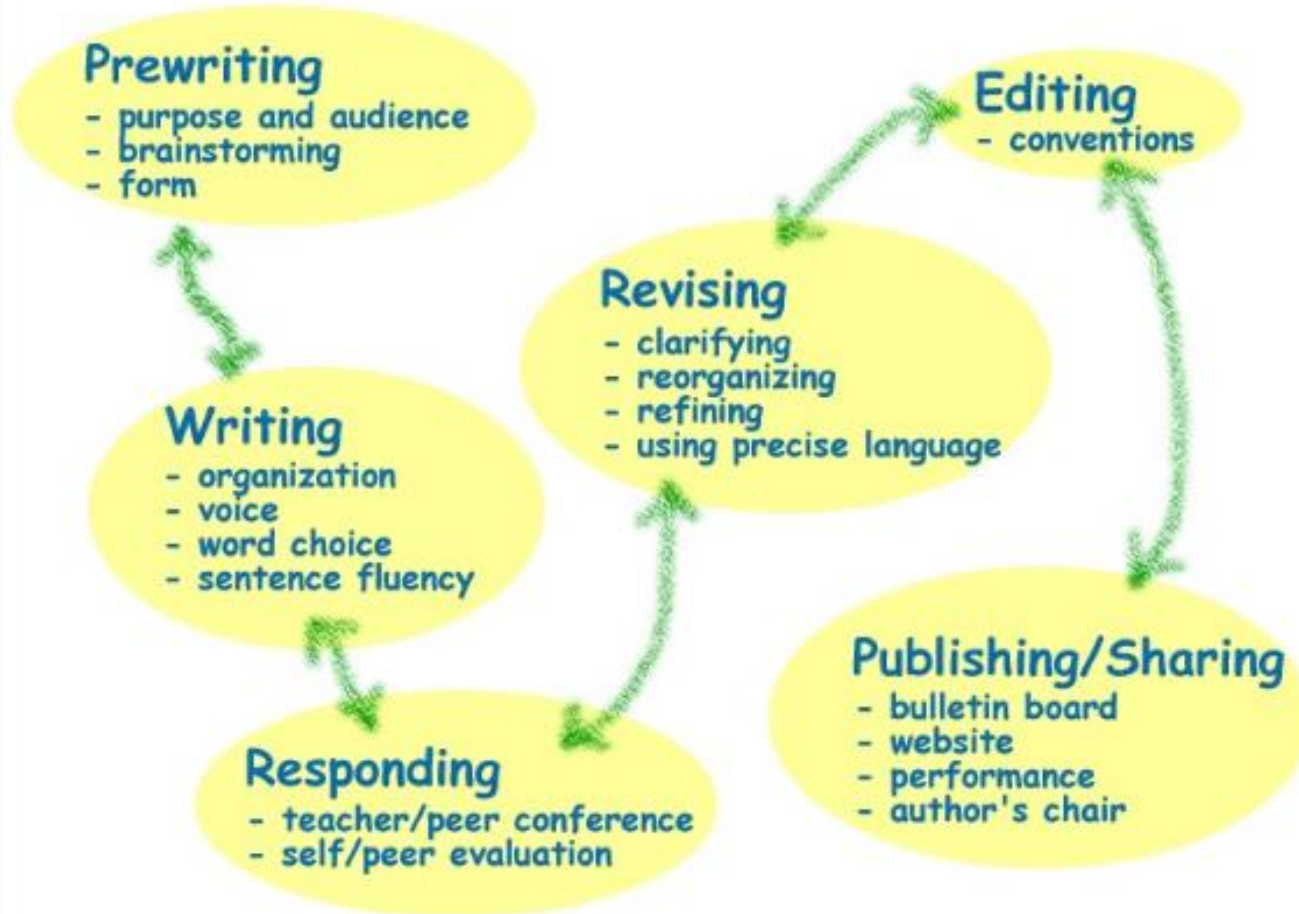 Prewriting
- purpose and audience
- brainstorming
- form
Writing
- organization
- voice
- word choice
- sentence fluency
Responding
- teacher/peer conference
- self/peer evaluation
Revising
- clarifying
- reorganizing
- refining
- using precise language
Editing
- conventions
Publishing/Sharing
- bulletin board
- website
- performance
- author's chair